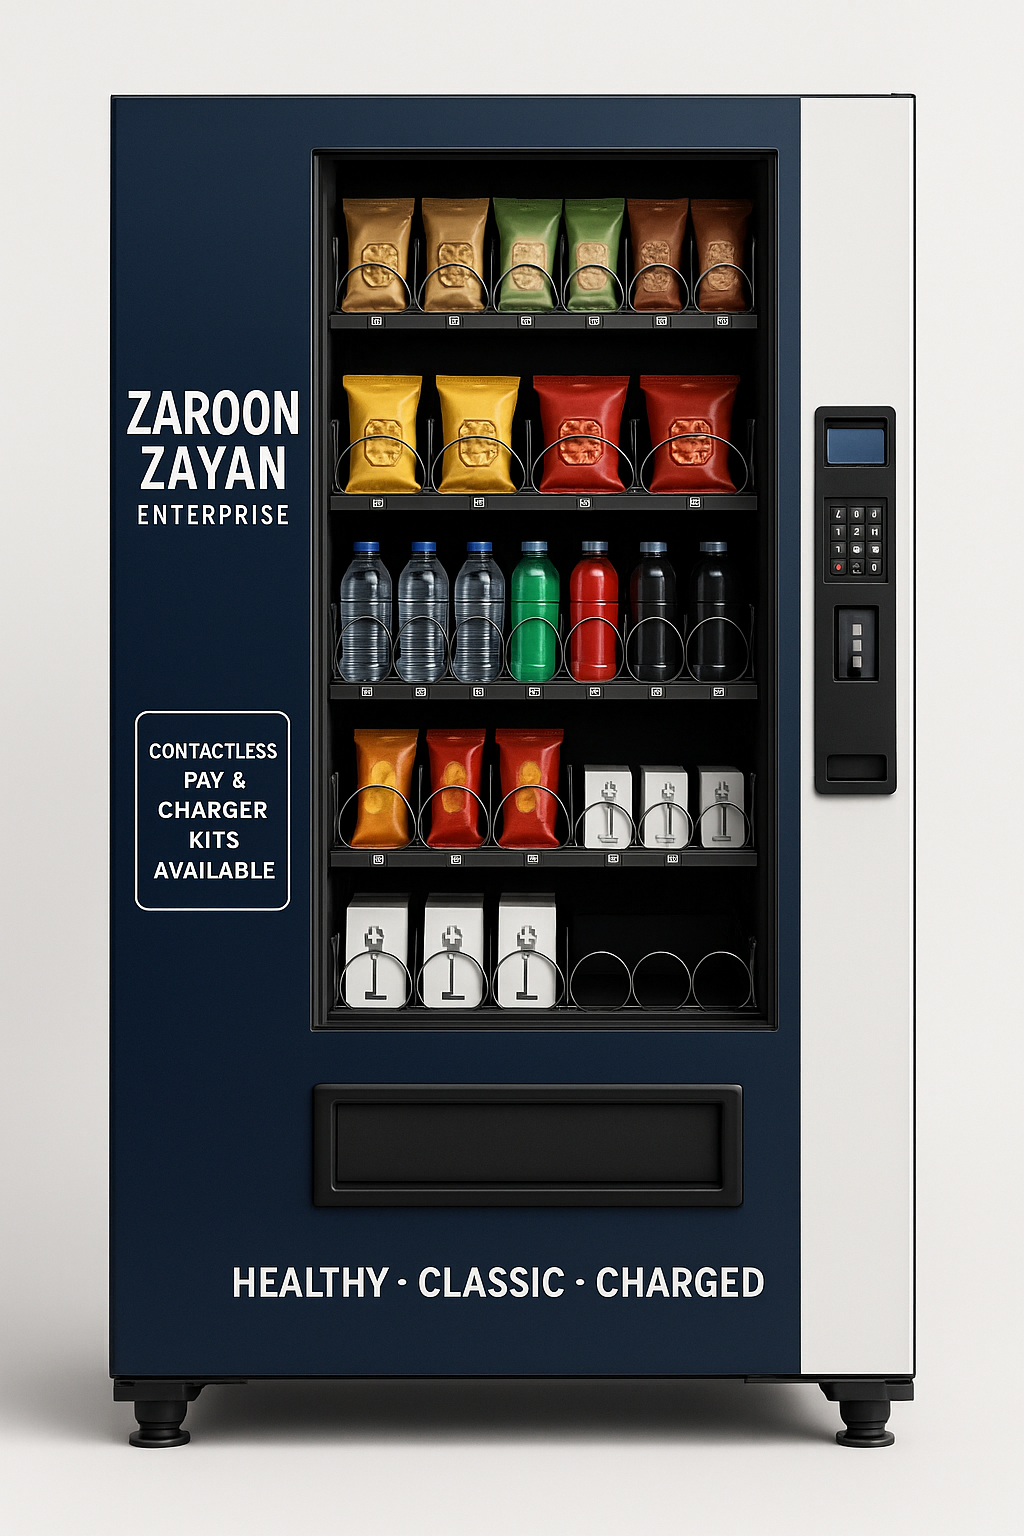 ZAROON
ZAYAN
ENTERPRISE
CONTACTLESS
PAY &
CHARGER
KITS
AVAILABLE
HEALTHY · CLASSIC · CHARGED